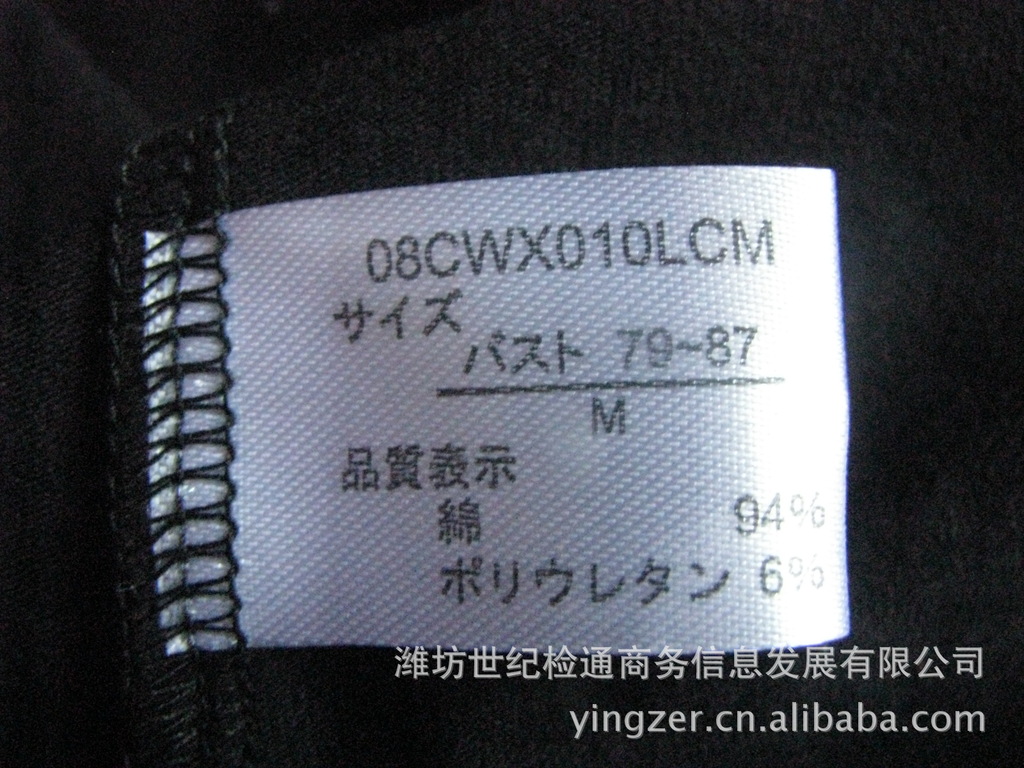 08CWX010LCM
サイズ
バスト 79~87
M
品質表示
綿 94%
ポリウレタン 6%
潍坊世纪检通商务信息发展有限公司
yingzer.cn.alibaba.com